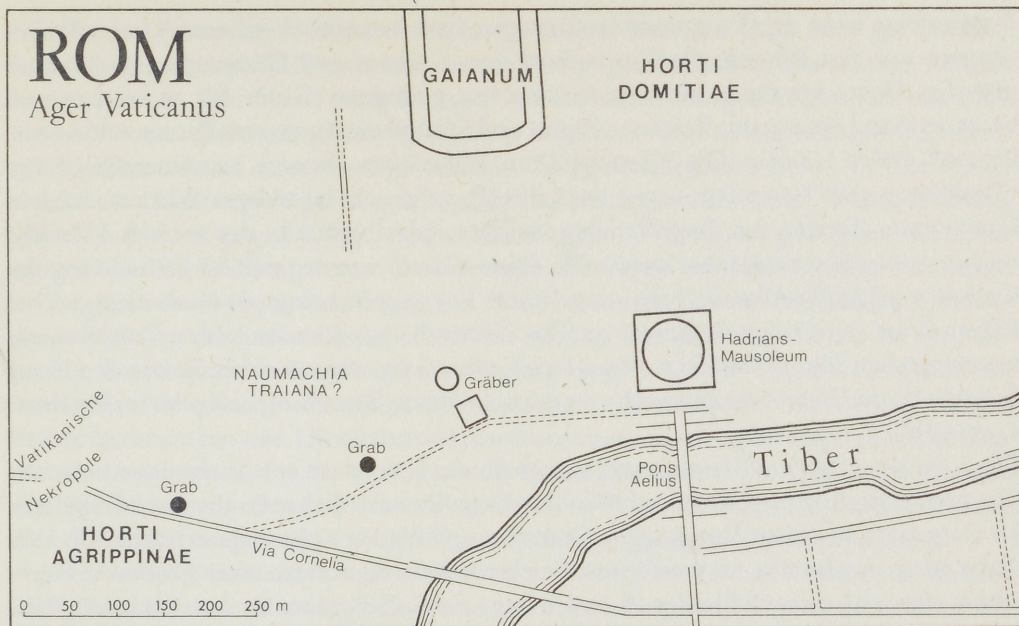 ROM
Ager Vaticanus
GAIANUM
HORTI
DOMITIAE
Hadrians-
Mausoleum
NAUMACHIA
TRAIANA?
Gräber
Vatikanische
Nekropole
Grab
Grab
Pons
Aelius
Tiber
HORTI
AGRIPPINAE
Via Cornelia
0 50 100 150 200 250 m